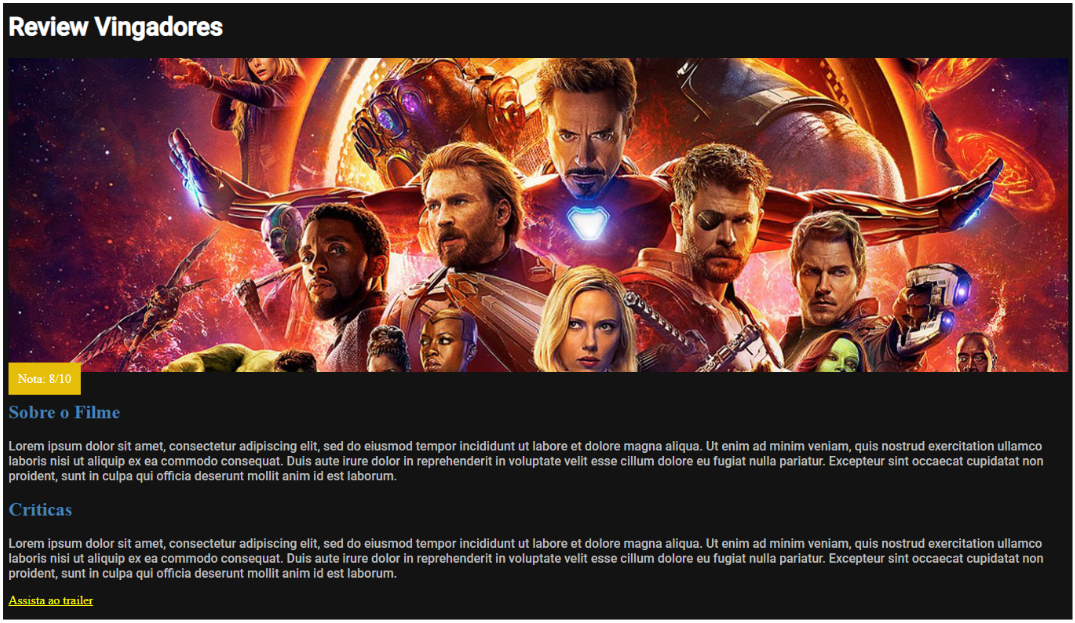 Review Vingadores
Nota: 8/10
Sobre o Filme
Lorem ipsum dolor sit amet, consectetur adipiscing elit, sed do eiusmod tempor incididunt ut labore et dolore magna aliqua. Ut enim ad minim veniam, quis nostrud exercitation ullamco
laboris nisi ut aliquip ex ea commodo consequat. Duis aute irure dolor in reprehenderit in voluptate velit esse cillum dolore eu fugiat nulla pariatur. Excepteur sint occaecat cupidatat non
proident, sunt in culpa qui officia deserunt mollit anim id est laborum.
Críticas
Lorem ipsum dolor sit amet, consectetur adipiscing elit, sed do eiusmod tempor incididunt ut labore et dolore magna aliqua. Ut enim ad minim veniam, quis nostrud exercitation ullamco
laboris nisi ut aliquip ex ea commodo consequat. Duis aute irure dolor in reprehenderit in voluptate velit esse cillum dolore eu fugiat nulla pariatur. Excepteur sint occaecat cupidatat non
proident, sunt in culpa qui officia deserunt mollit anim id est laborum.
Assista ao trailer